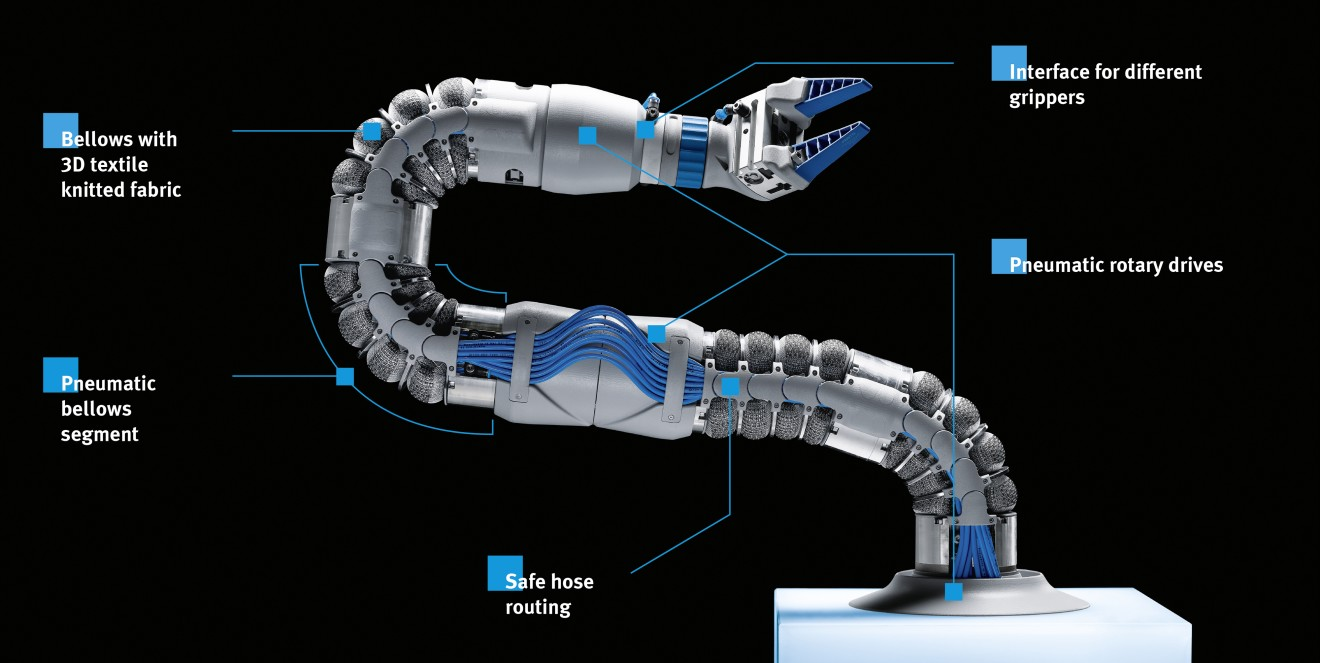 Interface for different
grippers
Bellows with
3D textile
knitted fabric
Pneumatic rotary drives
Pneumatic
bellows
segment
Safe hose
routing